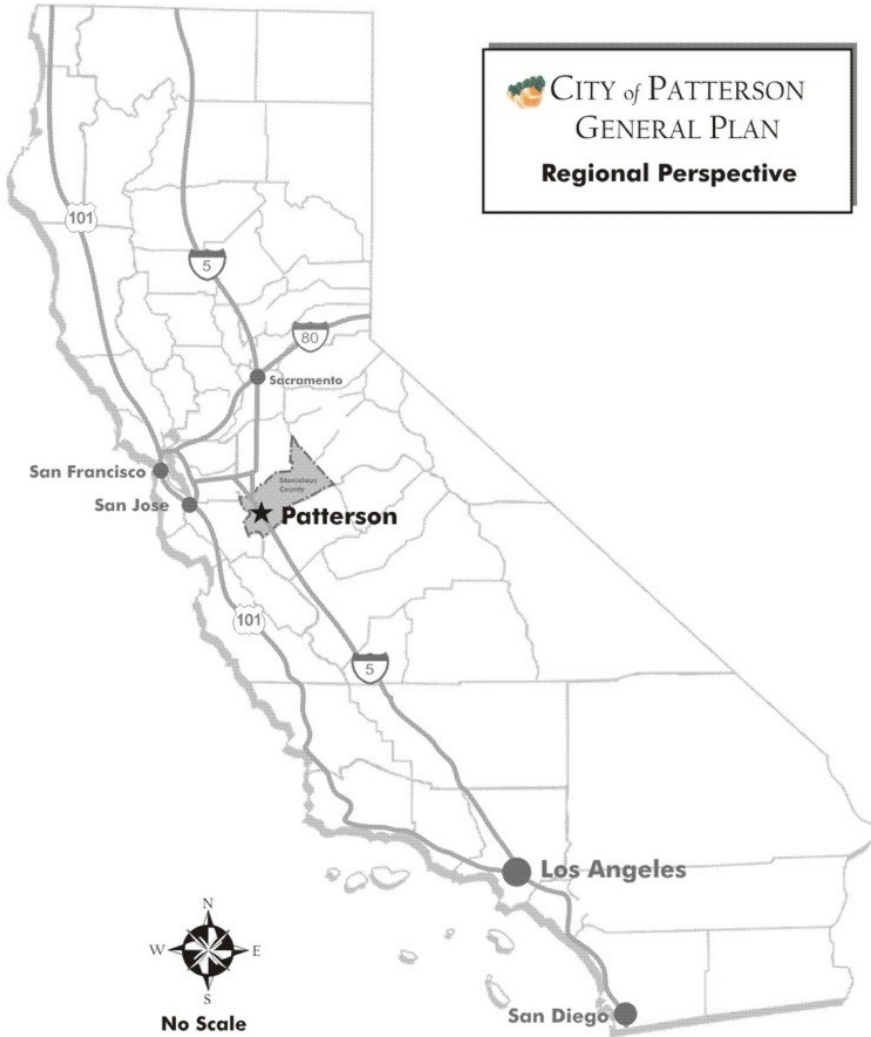 CITY of PATTERSON
GENERAL PLAN
Regional Perspective
101
5
80
Sacramento
San Francisco
Stanislaus
County
San Jose
Patterson
101
5
Los Angeles
N
W E
S
No Scale
San Diego